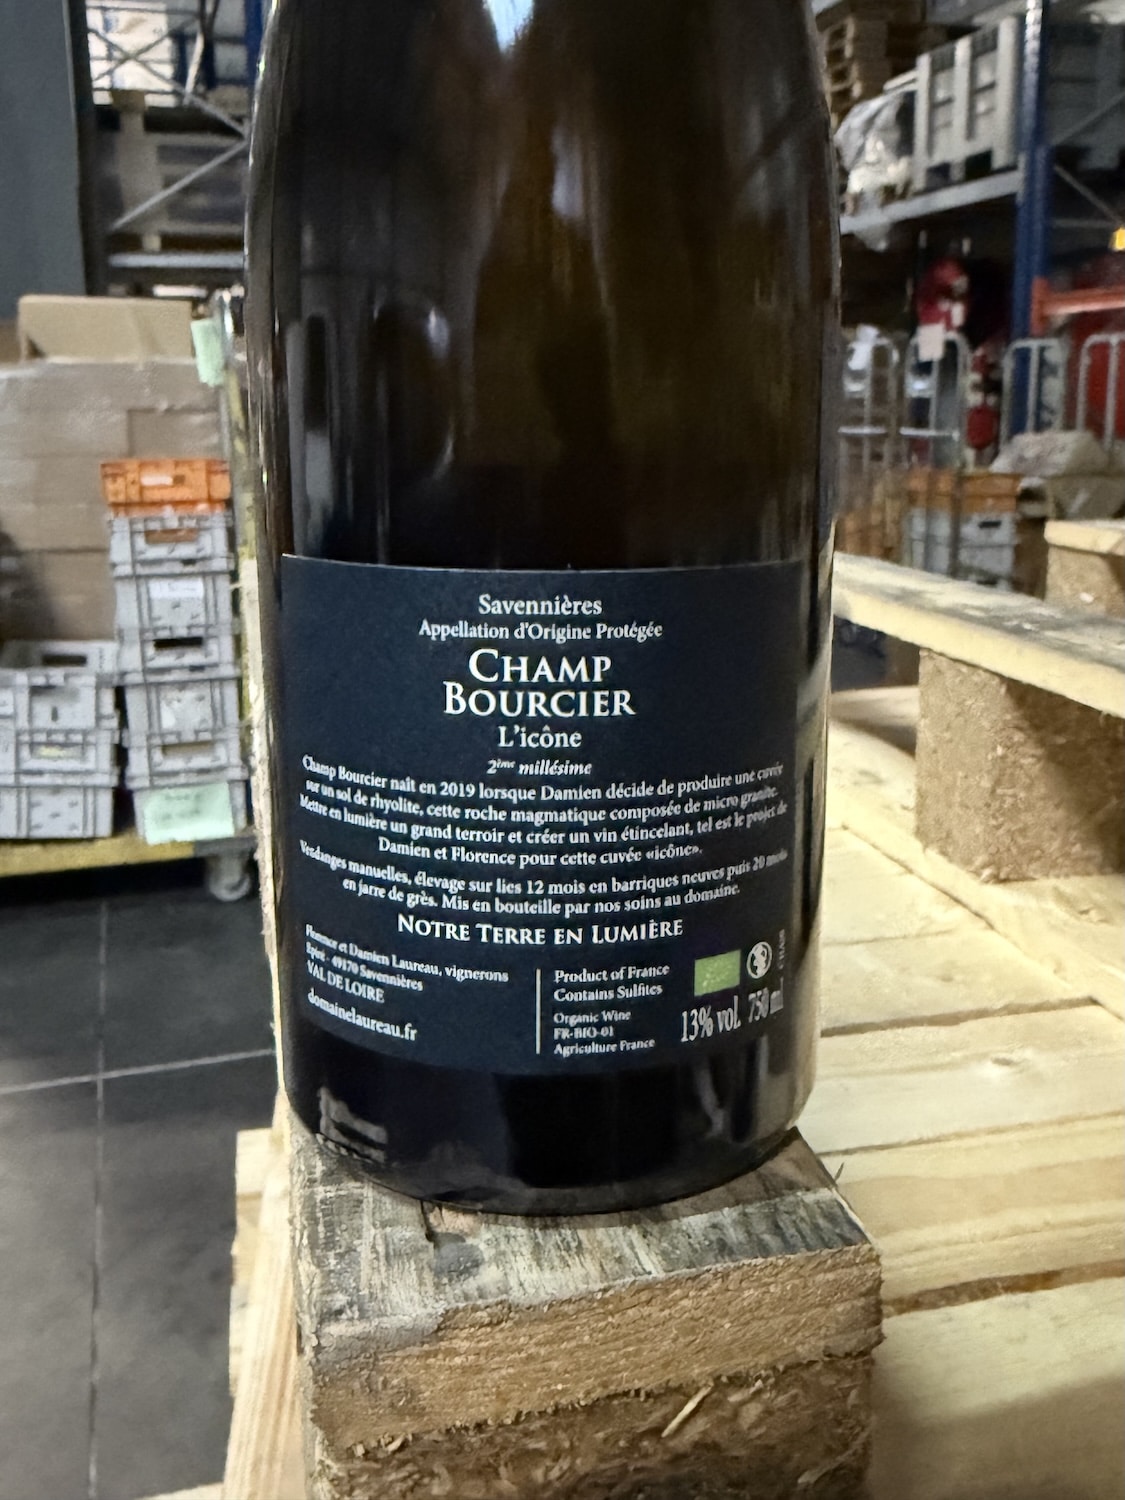 Savennières
Appellation d'Origine Protégée
CHAMP
BOURCIER
L'icône
2ème millésime
Champ Bourcier naît en 2019 lorsque Damien décide de produire une cuvée
sur un sol de rhyolite, cette roche magmatique composée de micro granite.
Mettre en lumière un grand terroir et créer un vin étincelant, tel est le projet de
Damien et Florence pour cette cuvée «icône».
Vendanges manuelles, élevage sur lies 12 mois en barriques neuves puis 20 mois
en jarre de grès. Mis en bouteille par nos soins au domaine.
NOTRE TERRE EN LUMIÈRE
Florence et Damien Laureau, vignerons
Epiré - 49170 Savennières
VAL DE LOIRE
domainelaureau.fr
Product of France
Contains Sulfites
Organic Wine
FR-BIO-01
Agriculture France
13% vol. 750 ml